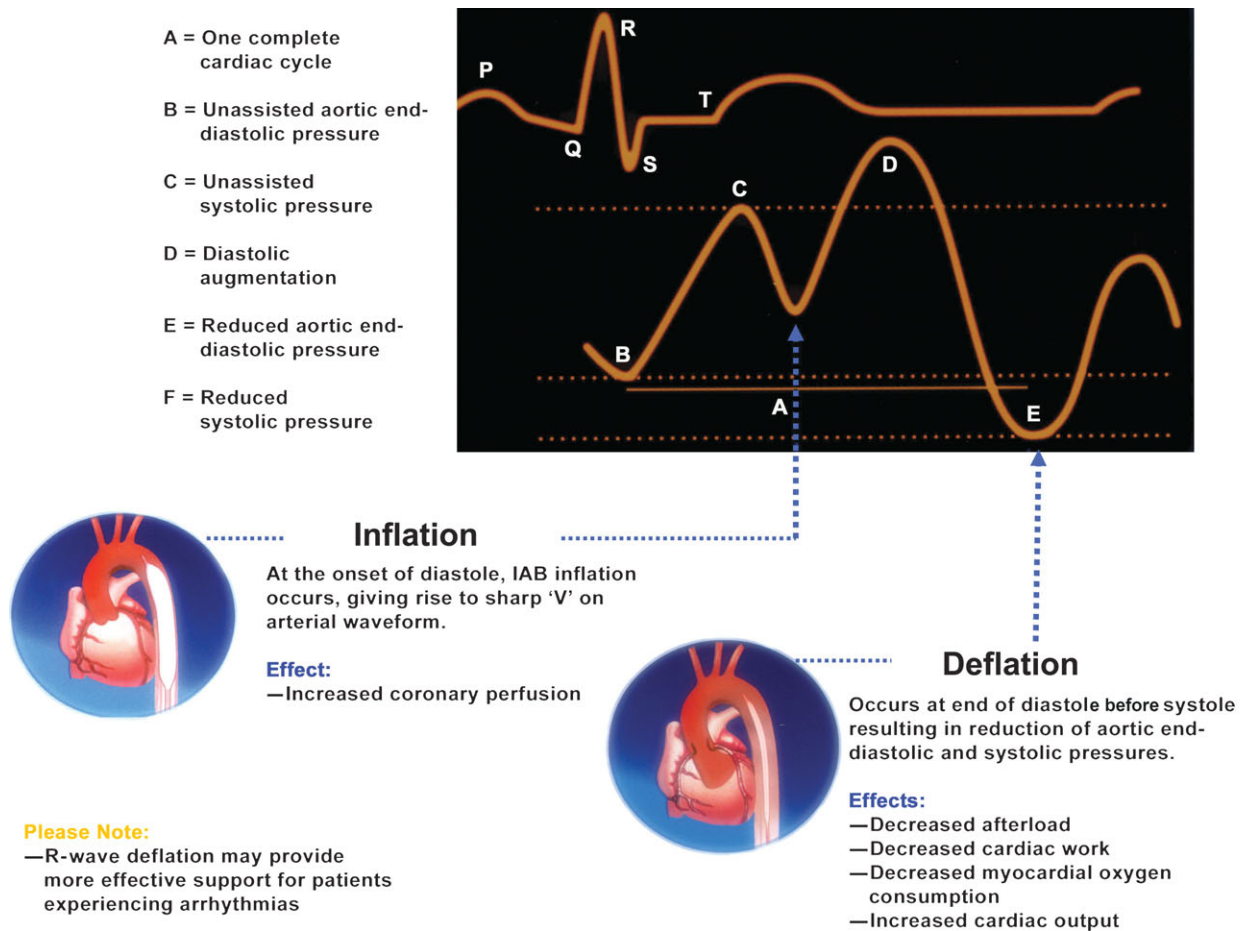 A = One complete
cardiac cycle
B = Unassisted aortic end-
diastolic pressure
C = Unassisted
systolic pressure
D = Diastolic
augmentation
E = Reduced aortic end-
diastolic pressure
F = Reduced
systolic pressure
P
R
Q
S
T
C
D
B
A
E
Inflation
At the onset of diastole, IAB inflation
occurs, giving rise to sharp ‘V’ on
arterial waveform.
Effect:
—Increased coronary perfusion
Deflation
Occurs at end of diastole before systole
resulting in reduction of aortic end-
diastolic and systolic pressures.
Effects:
—Decreased afterload
—Decreased cardiac work
—Decreased myocardial oxygen
consumption
—Increased cardiac output
Please Note:
—R-wave deflation may provide
more effective support for patients
experiencing arrhythmias